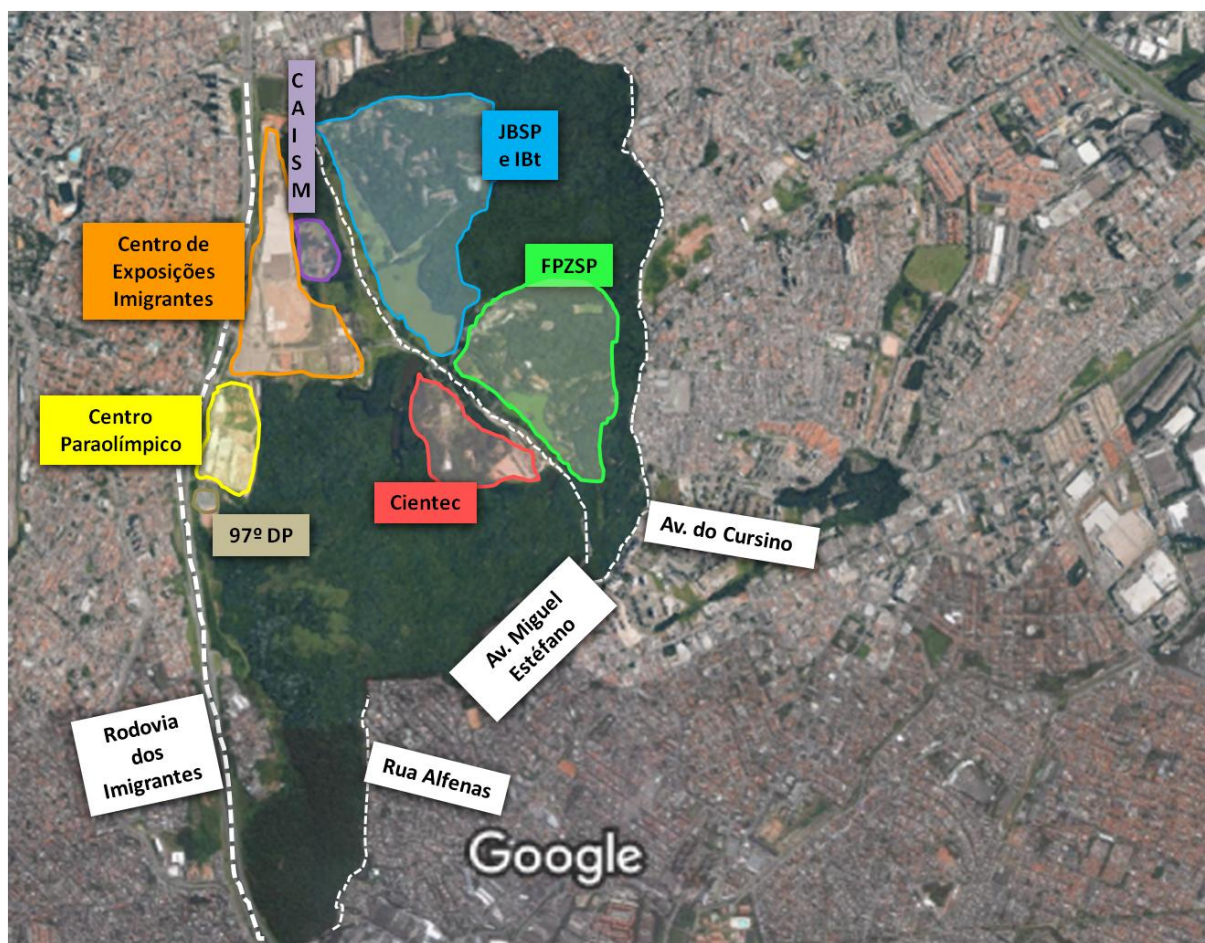 C
A
I
S
M
JBSP
e IBt
Centro de
Exposições
Imigrantes
FPZSP
Centro
Paraolímpico
Cientec
97º DP
Av. do Cursino
Av. Miguel
Estéfano
Rodovia
dos
Imigrantes
Rua Alfenas
Google